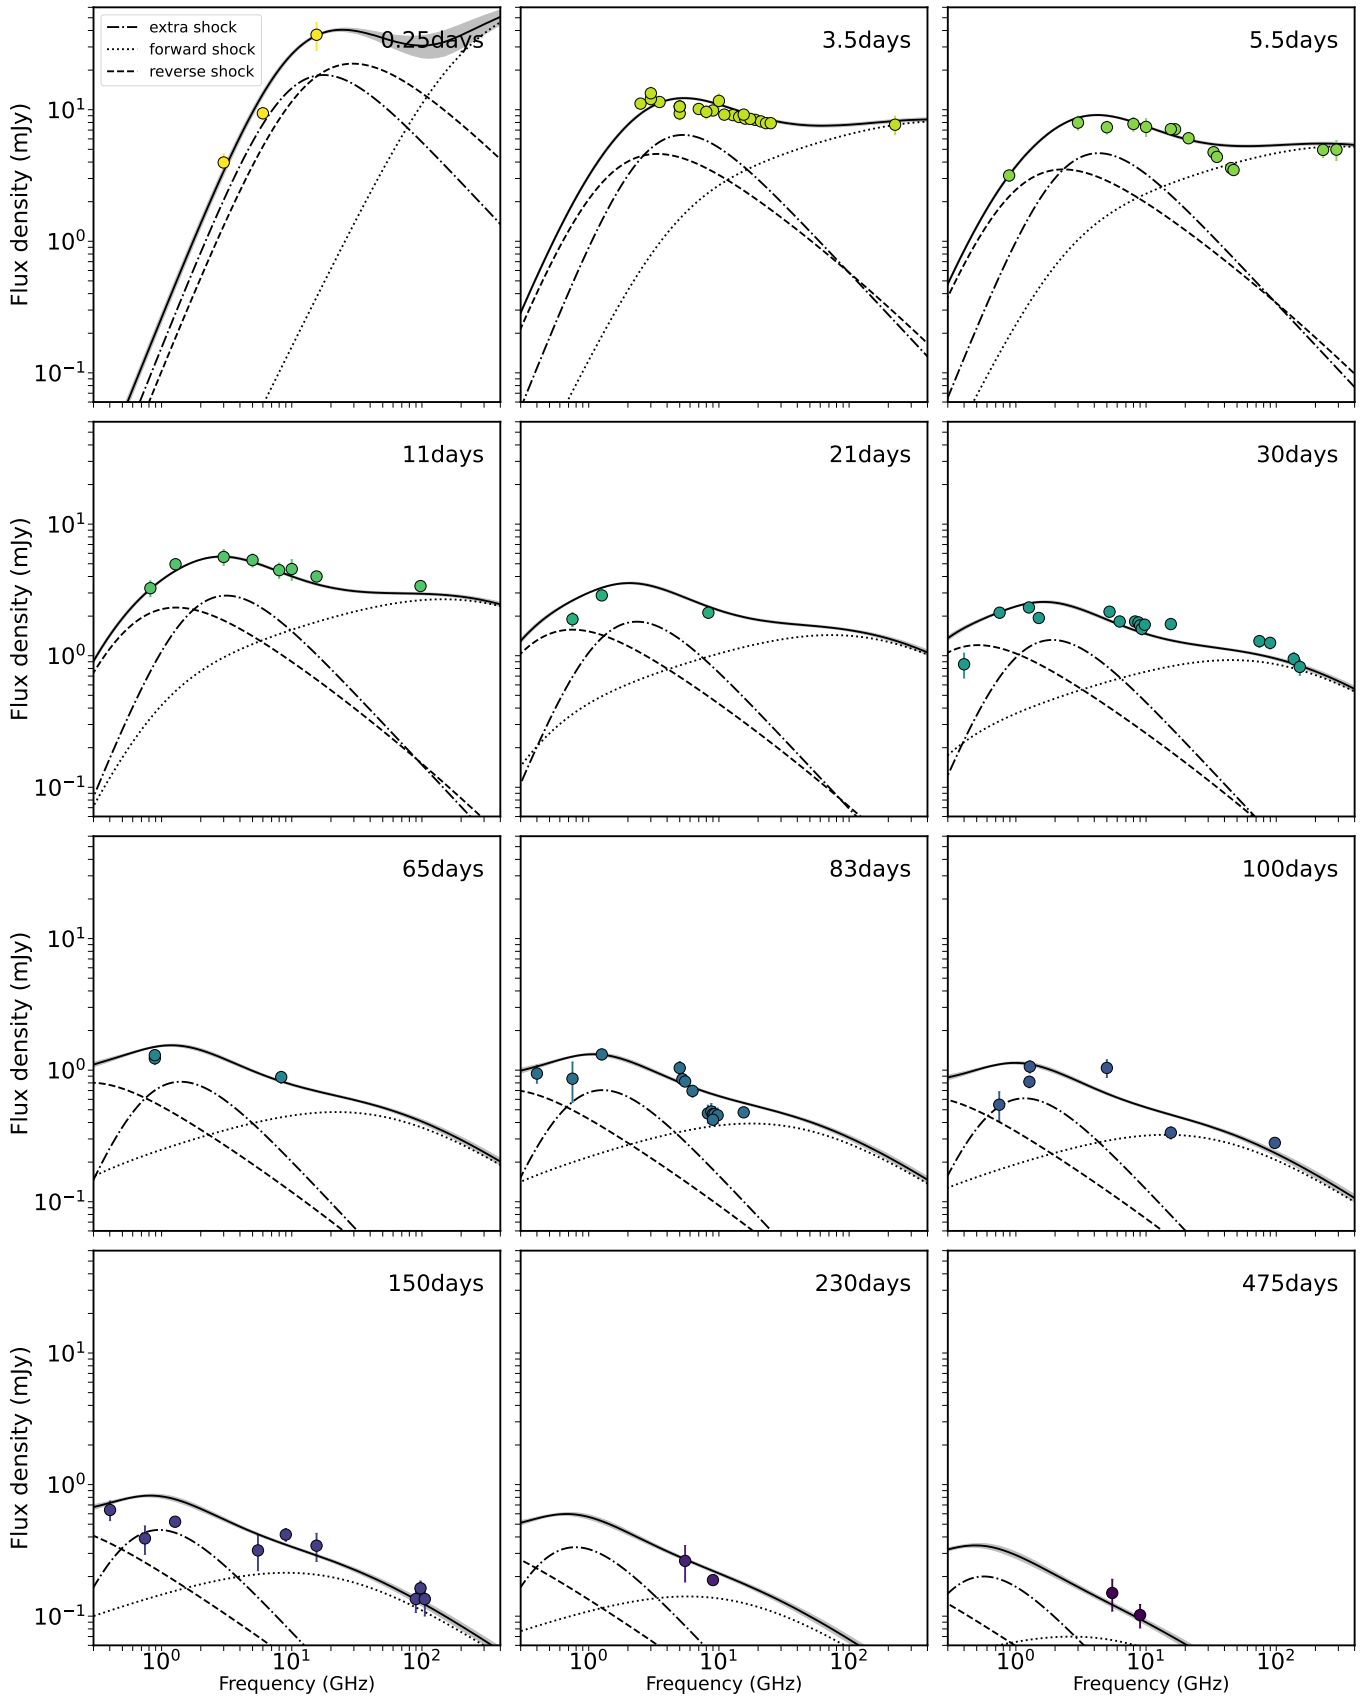 extra shock
forward shock
reverse shock
0.25days
3.5days
5.5days
Flux density (mJy)
10¹
10⁰
10⁻¹
11days
21days
30days
Flux density (mJy)
10¹
10⁰
10⁻¹
65days
83days
100days
Flux density (mJy)
10¹
10⁰
10⁻¹
150days
230days
475days
Flux density (mJy)
10¹
10⁰
10⁻¹
10⁰ 10¹ 10² 10⁰ 10¹ 10² 10⁰ 10¹ 10²
Frequency (GHz) Frequency (GHz) Frequency (GHz)